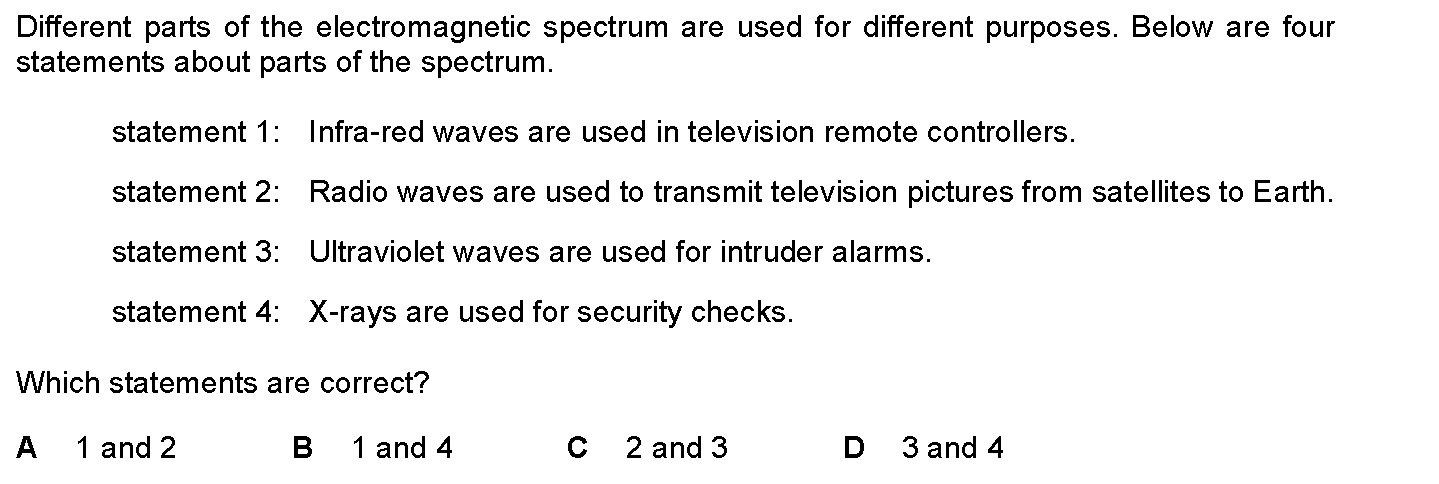 Different parts of the electromagnetic spectrum are used for different purposes. Below are four
statements about parts of the spectrum.
statement 1: Infra-red waves are used in television remote controllers.
statement 2: Radio waves are used to transmit television pictures from satellites to Earth.
statement 3: Ultraviolet waves are used for intruder alarms.
statement 4: X-rays are used for security checks.
Which statements are correct?
A 1 and 2 B 1 and 4 C 2 and 3 D 3 and 4